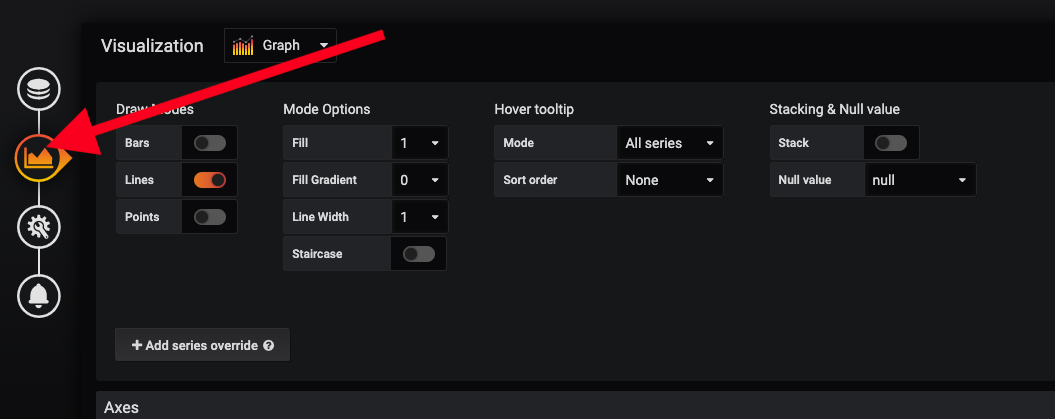 Visualization Graph
Draw Modes Mode Options Hover tooltip Stacking & Null value
Bars Fill 1 Mode All series Stack
Lines Fill Gradient 0 Sort order None Null value null
Points Line Width 1
Staircase
Add series override
Axes